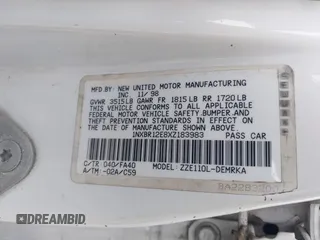 MFD. BY: NEW UNITED MOTOR MANUFACTURING
INC. 11/98
GVWR 3515LB GAWR FR 1815LB RR 1720LB
THIS VEHICLE CONFORMS TO ALL APPLICABLE
FEDERAL MOTOR VEHICLE SAFETY, BUMPER, AND
THEFT PREVENTION STANDARDS IN EFFECT ON
THE DATE OF MANUFACTURE SHOWN ABOVE.
1NXBR12E8XZ183983 PASS CAR
C/TR 040/FA40 MODEL: ZZE110L-DEMRKA
A/TM -02A/C59
AUTOBIDCAR